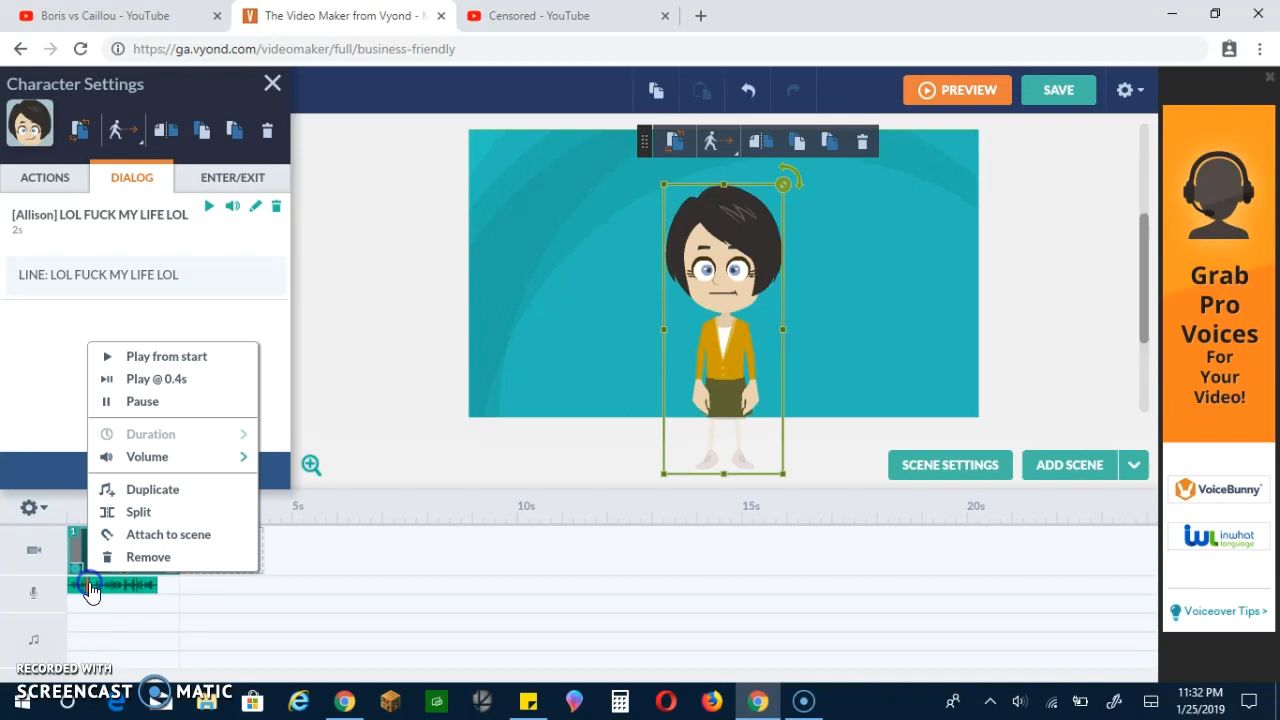 Boris vs Caillou - YouTube
The Video Maker from Vyond - M
Censored - YouTube
https://ga.vyond.com/videomaker/full/business-friendly
Character Settings
PREVIEW
SAVE
ACTIONS
DIALOG
ENTER/EXIT
[Allison] LOL FUCK MY LIFE LOL
2s
LINE: LOL FUCK MY LIFE LOL
Play from start
Play @ 0.4s
Pause
Duration
Volume
Duplicate
Split
Attach to scene
Remove
SCENE SETTINGS
ADD SCENE
5s
10s
15s
20s
1
Grab
Pro
Voices
For
Your
Video!
VoiceBunny
inwhat
language
Voiceover Tips >
RECORDED WITH
SCREENCAST MATIC
11:32 PM
1/25/2019